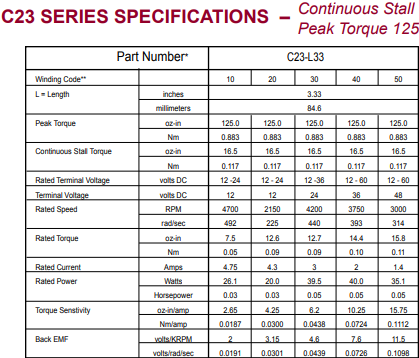 C23 SERIES SPECIFICATIONS – Continuous Stall
Peak Torque 125
Part Number* C23-L33
Winding Code** 10 20 30 40 50
L = Length inches 3.33
millimeters 84.6
Peak Torque oz-in 125.0 125.0 125.0 125.0 125.0
Nm 0.883 0.883 0.883 0.883 0.883
Continuous Stall Torque oz-in 16.5 16.5 16.5 16.5 16.5
Nm 0.117 0.117 0.117 0.117 0.117
Rated Terminal Voltage volts DC 12 -24 12 - 24 12 -36 12 - 60 12 - 60
Terminal Voltage volts DC 12 12 24 36 48
Rated Speed RPM 4700 2150 4200 3750 3000
rad/sec 492 225 440 393 314
Rated Torque oz-in 7.5 12.6 12.7 14.4 15.8
Nm 0.05 0.09 0.09 0.10 0.11
Rated Current Amps 4.75 4.3 3 2 1.4
Rated Power Watts 26.1 20.0 39.5 40.0 35.1
Horsepower 0.03 0.03 0.05 0.05 0.05
Torque Senstivity oz-in/amp 2.65 4.25 6.2 10.25 15.75
Nm/amp 0.0187 0.0300 0.0438 0.0724 0.1112
Back EMF volts/KRPM 2 3.15 4.6 7.6 11.5
volts/rad/sec 0.0191 0.0301 0.0439 0.0726 0.1098